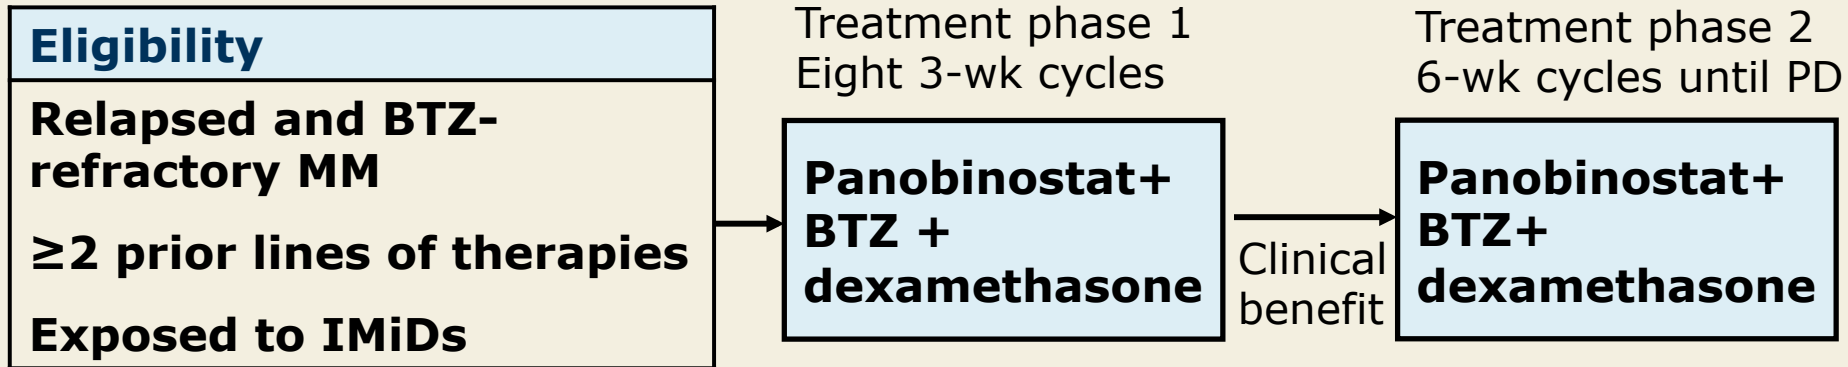 Eligibility
Relapsed and BTZ-
refractory MM
≥2 prior lines of therapies
Exposed to IMiDs
Treatment phase 1
Eight 3-wk cycles
Panobinostat+
BTZ +
dexamethasone
Clinical
benefit
Treatment phase 2
6-wk cycles until PD
Panobinostat+
BTZ+
dexamethasone